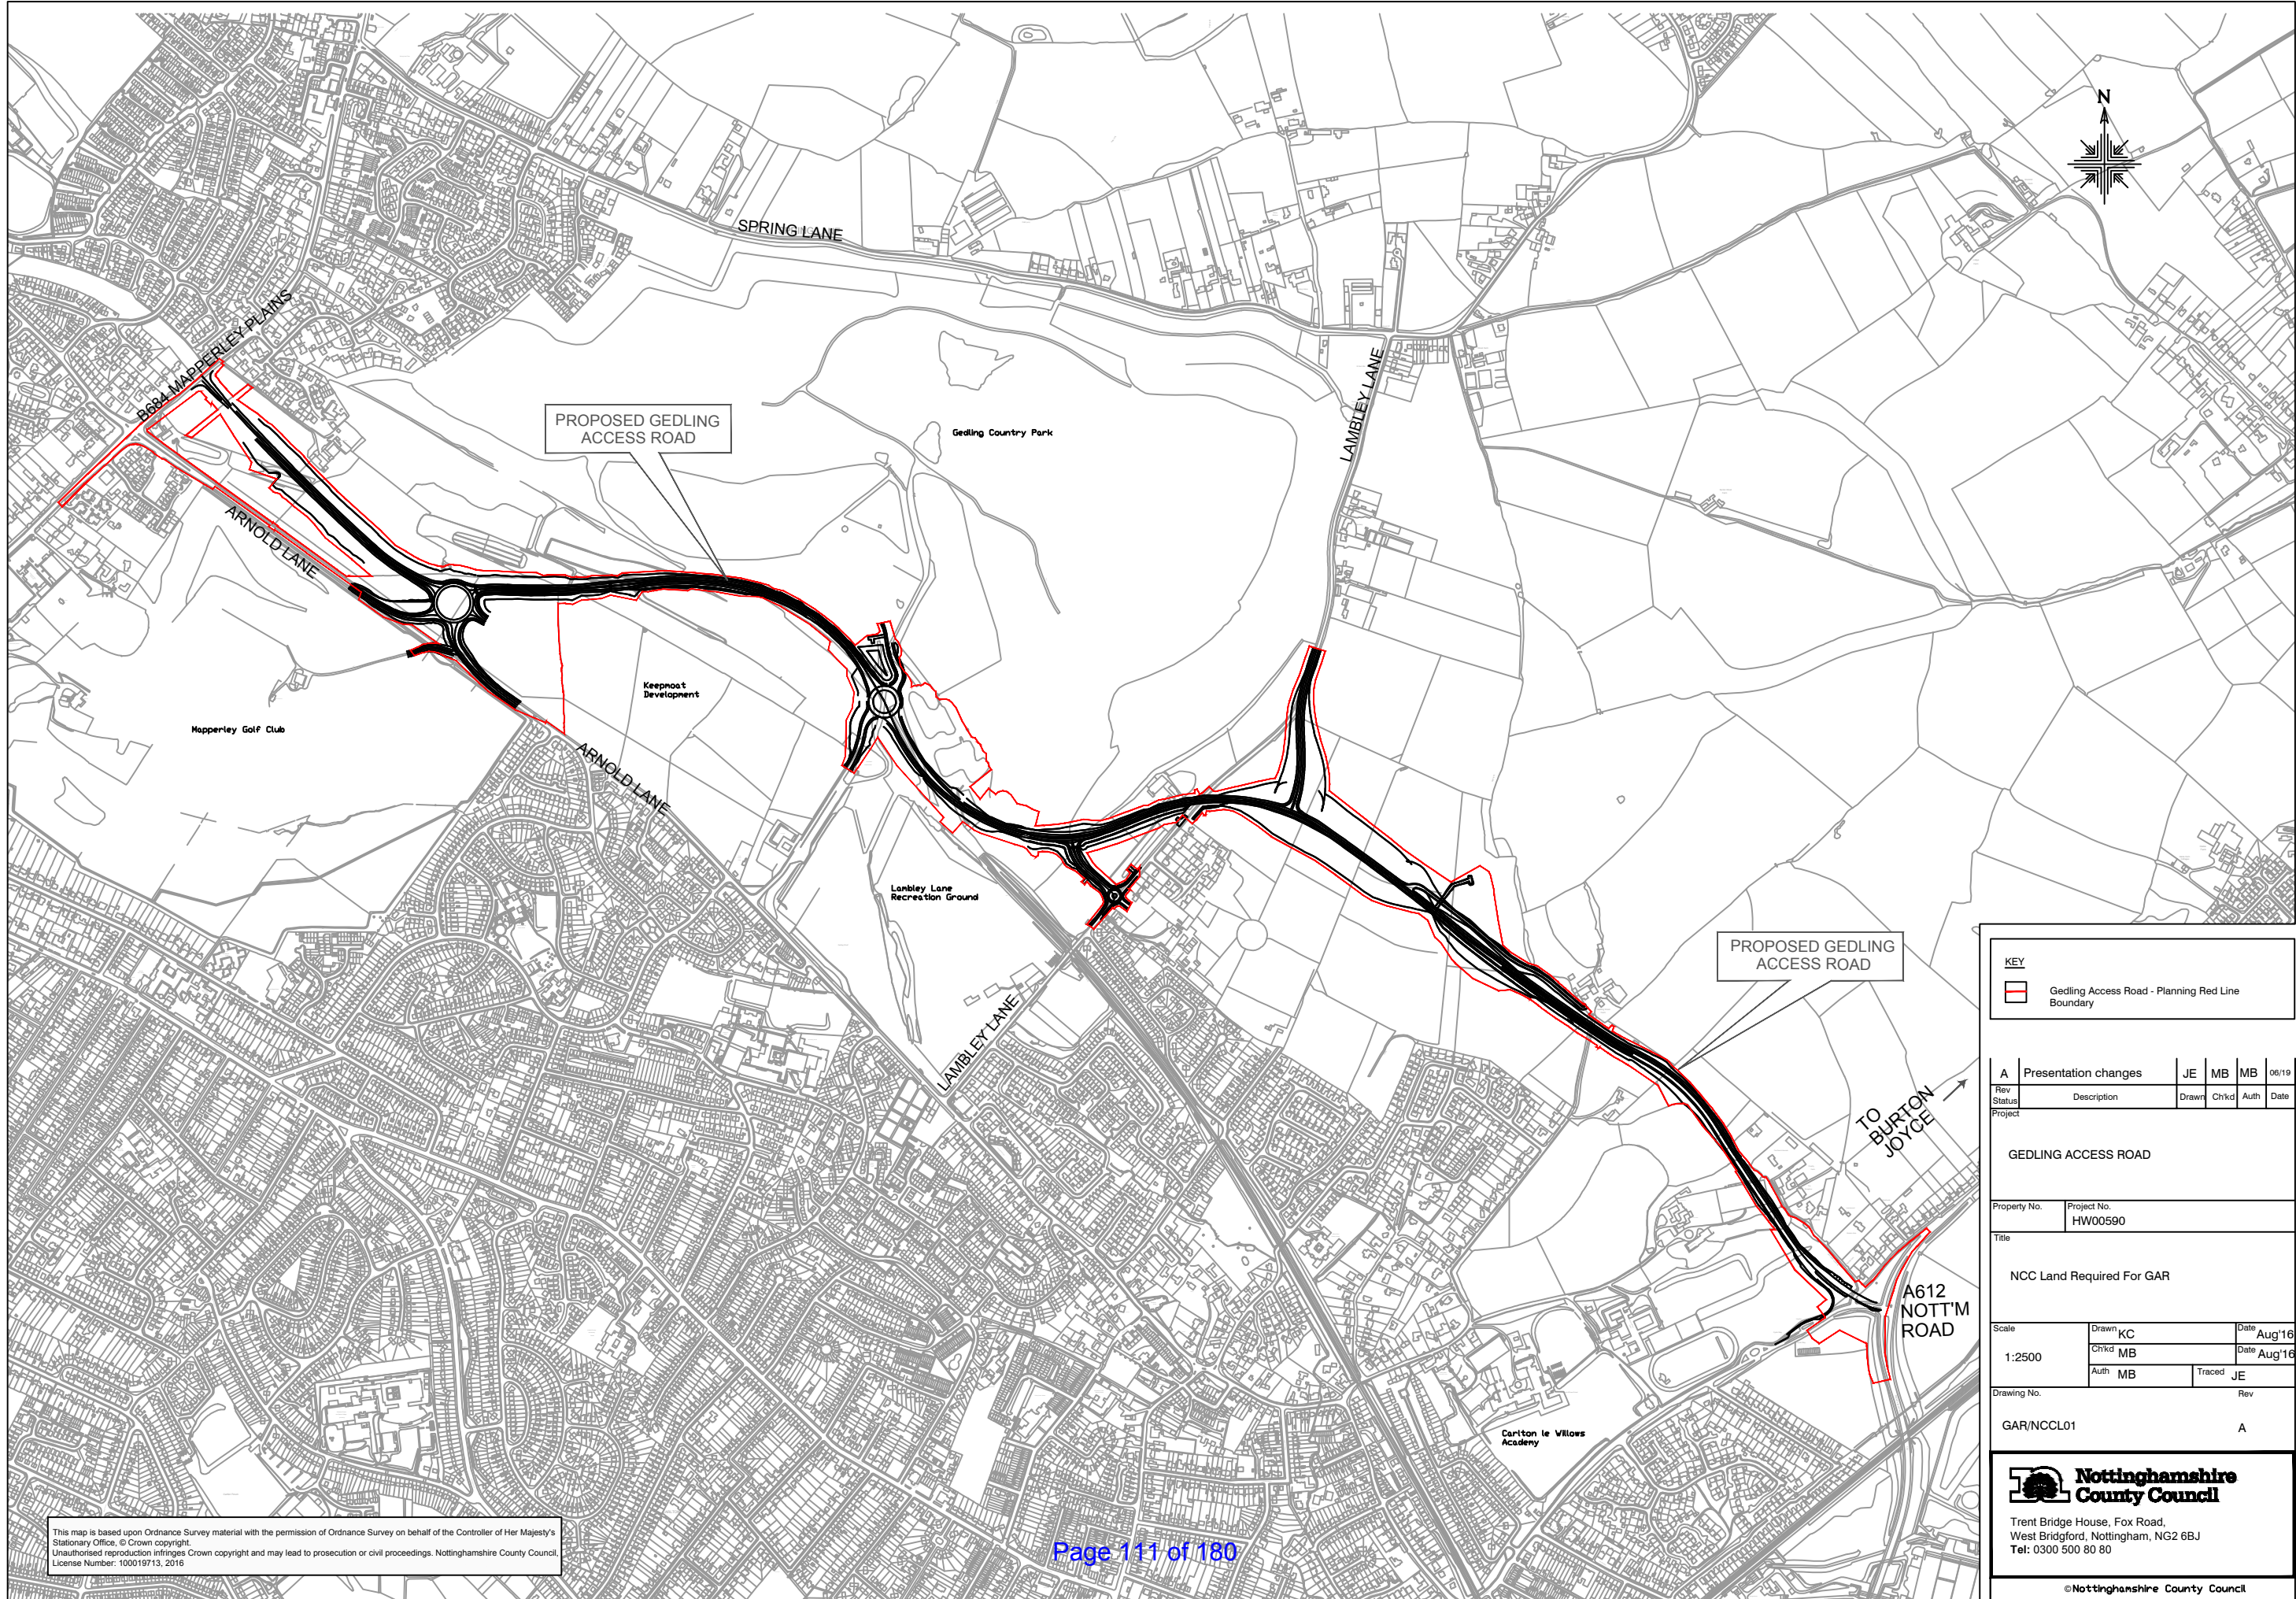 N
SPRING LANE
B684 MAPPERLEY PLAINS
LAMBLEY LANE
PROPOSED GEDLING
ACCESS ROAD
Gedling Country Park
ARNOLD LANE
Keepmoat
Development
Mapperley Golf Club
ARNOLD LANE
Lambley Lane
Recreation Ground
LAMBLEY LANE
PROPOSED GEDLING
ACCESS ROAD
TO
BURTON
JOYCE
A612
NOTT'M
ROAD
Carlton le Willows
Academy
KEY
Gedling Access Road - Planning Red Line
Boundary
A Presentation changes JE MB MB 06/19
Rev
Status Description Drawn Ch'kd Auth Date
Project
GEDLING ACCESS ROAD
Property No. Project No.
HW00590
Title
NCC Land Required For GAR
Scale Drawn KC Date Aug'16
1:2500 Ch'kd MB Date Aug'16
Auth MB Traced JE
Drawing No. Rev
GAR/NCCL01 A
Nottinghamshire
County Council
Trent Bridge House, Fox Road,
West Bridgford, Nottingham, NG2 6BJ
Tel: 0300 500 80 80
©Nottinghamshire County Council
This map is based upon Ordnance Survey material with the permission of Ordnance Survey on behalf of the Controller of Her Majesty's
Stationary Office, © Crown copyright.
Unauthorised reproduction infringes Crown copyright and may lead to prosecution or civil proceedings. Nottinghamshire County Council,
License Number: 100019713, 2016
Page 111 of 180